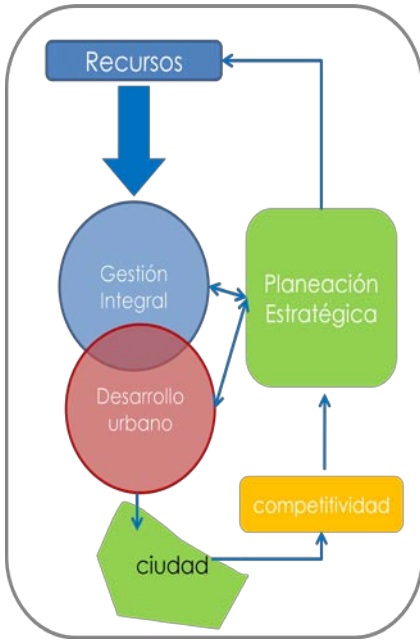 Recursos
Gestión
Integral
Planeación
Estratégica
Desarrollo
urbano
competitividad
ciudad